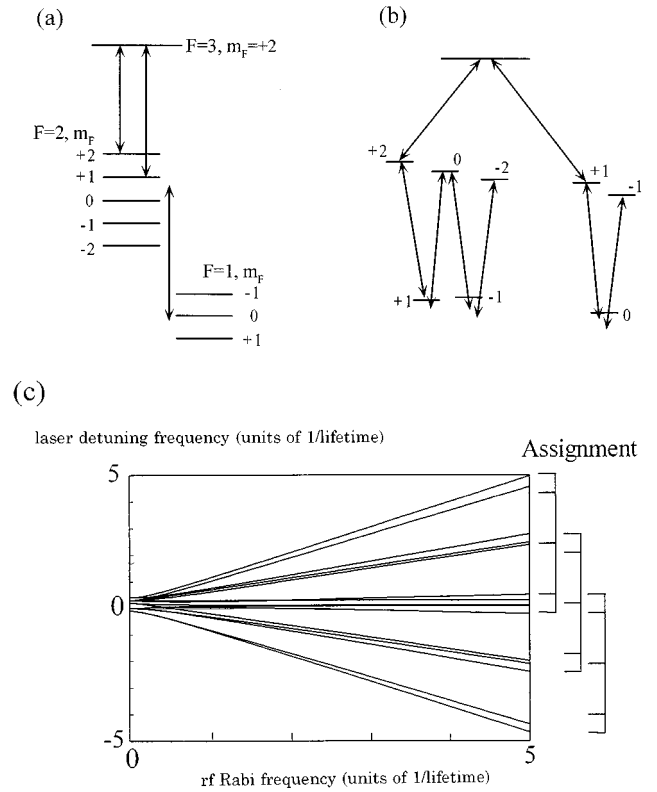 (a)
F=3, m_F=+2
F=2, m_F
+2
+1
0
-1
-2
F=1, m_F
-1
0
+1
(b)
+2
0
-2
+1
-1
+1
-1
0
(c)
laser detuning frequency (units of 1/lifetime)
Assignment
5
0
-5
0
5
rf Rabi frequency (units of 1/lifetime)